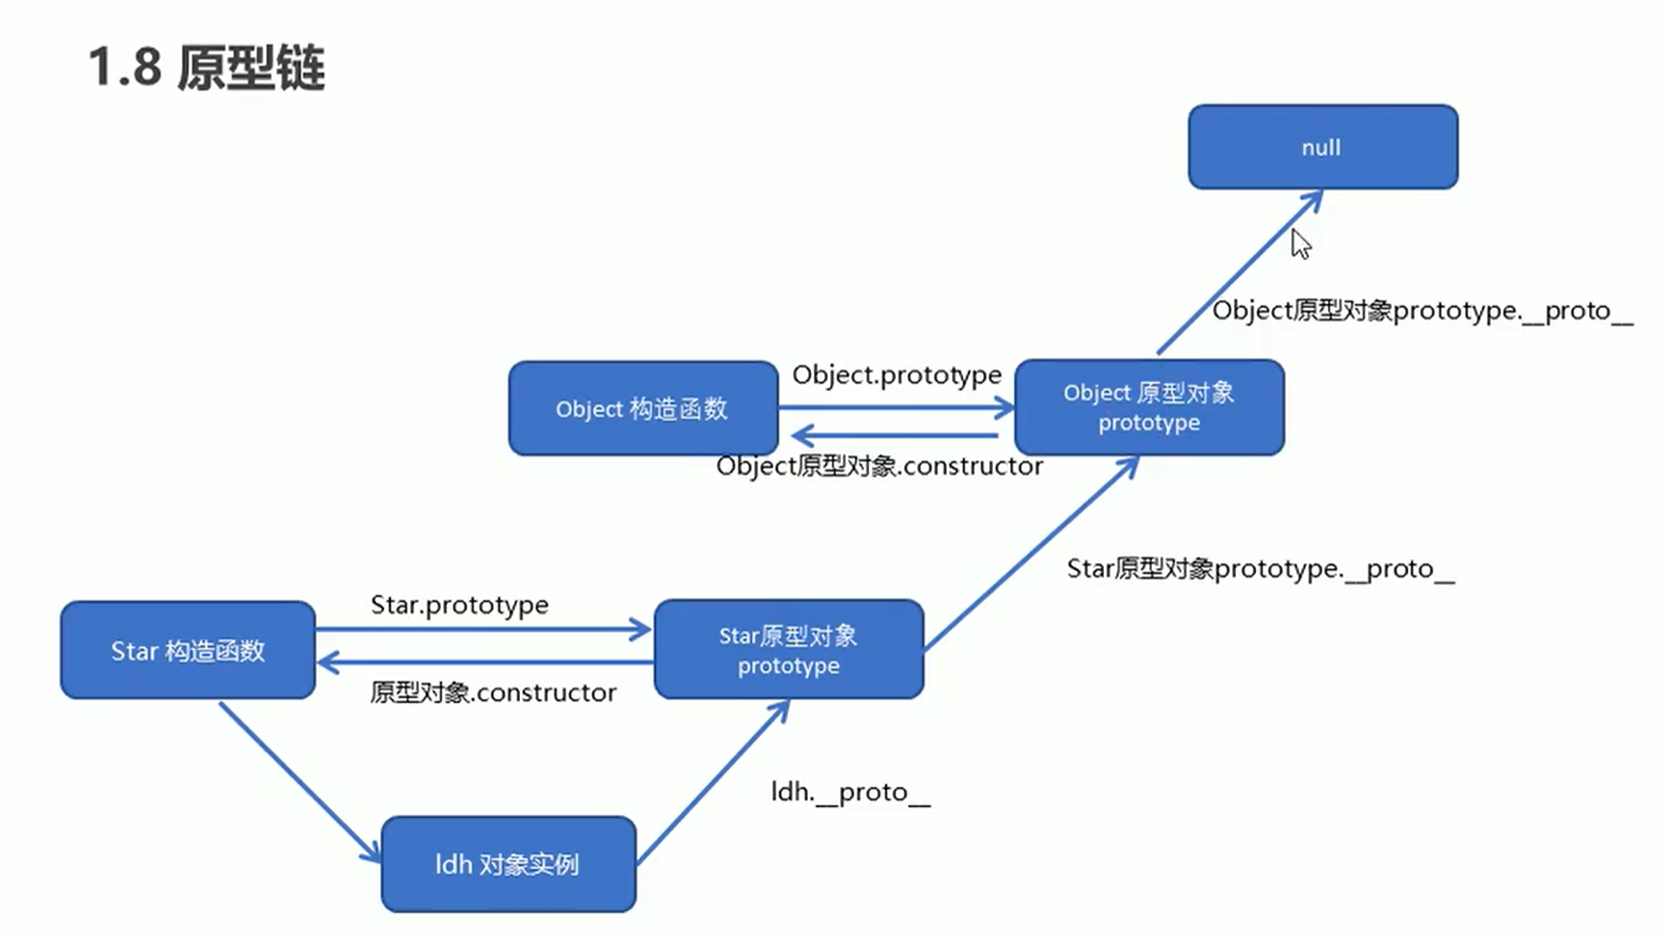 1.8 原型链
null
Object原型对象prototype.__proto__
Object.prototype
Object 构造函数
Object 原型对象
prototype
Object原型对象.constructor
Star原型对象prototype.__proto__
Star.prototype
Star 构造函数
Star原型对象
prototype
原型对象.constructor
ldh.__proto__
ldh 对象实例